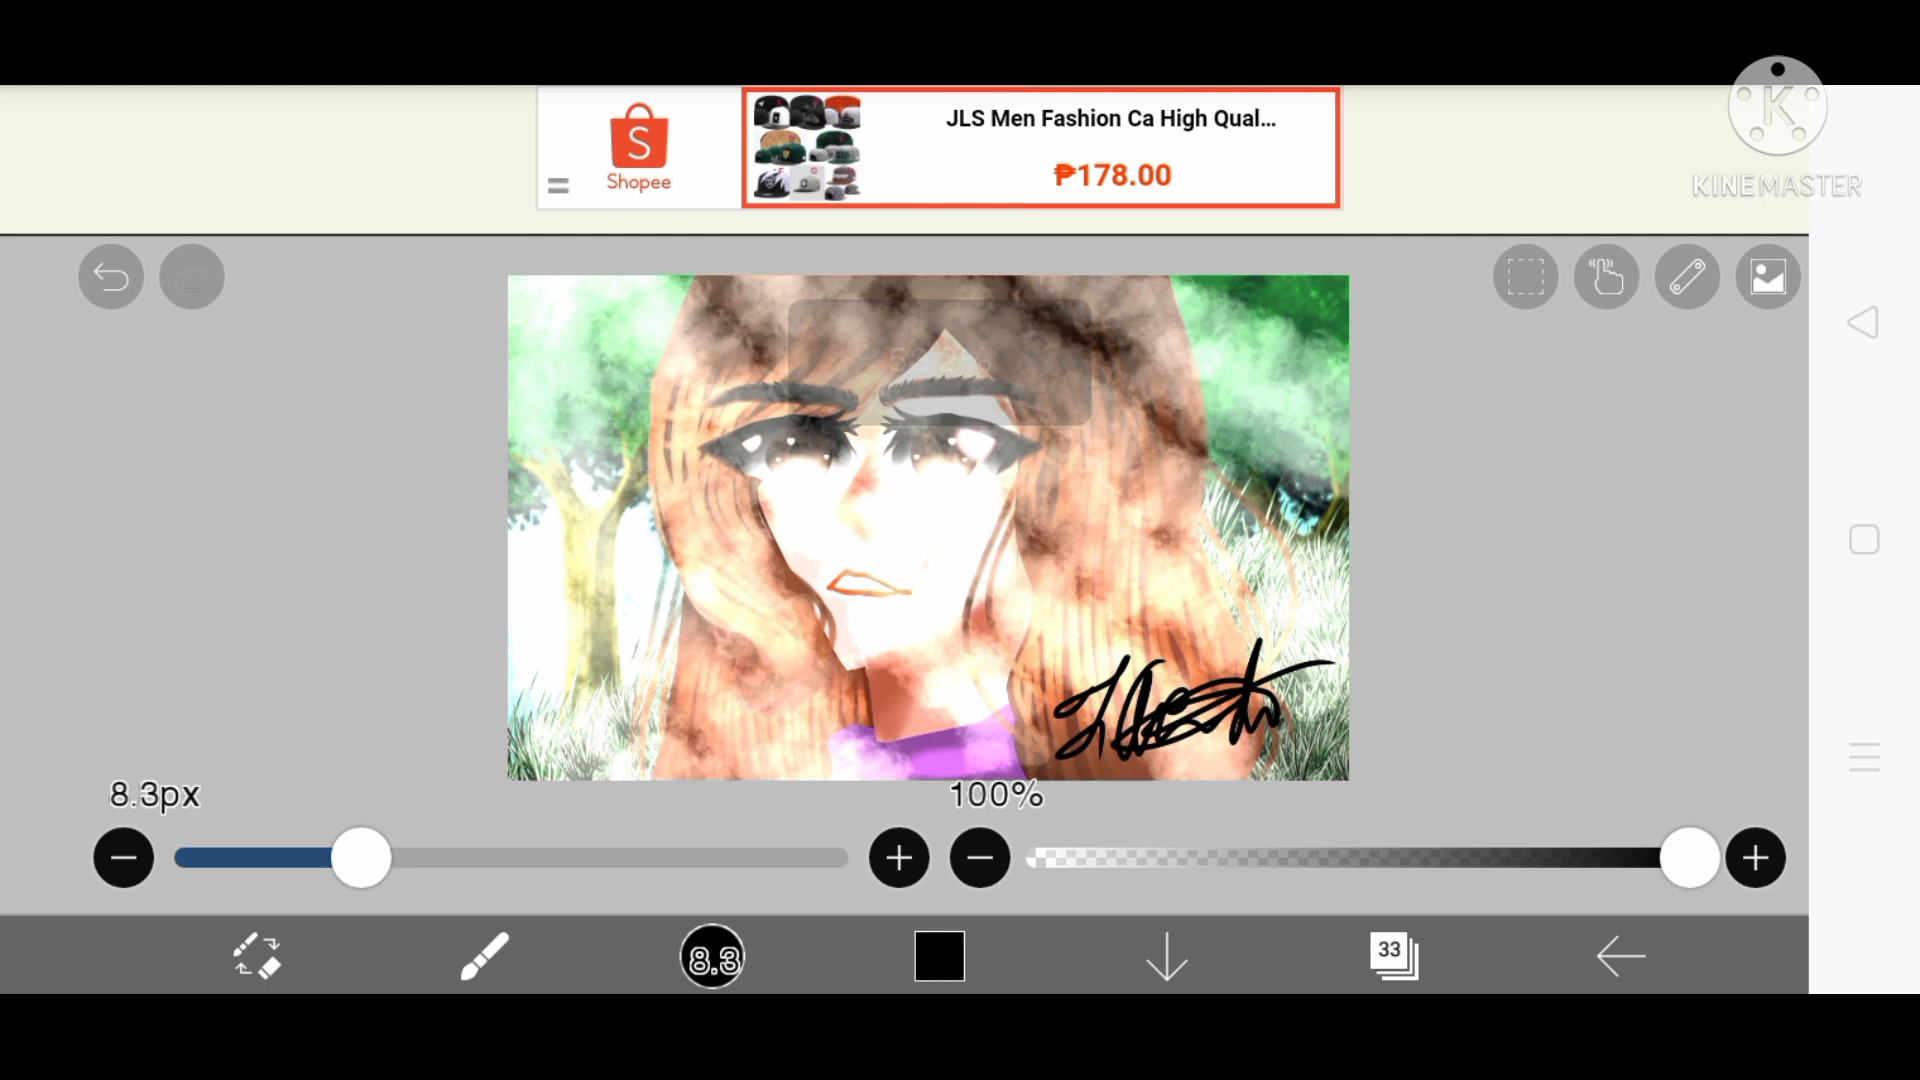 JLS Men Fashion Ca High Qual...
S
Shopee
₱178.00
K
KINEMASTER
8.3px
100%
8.3
33